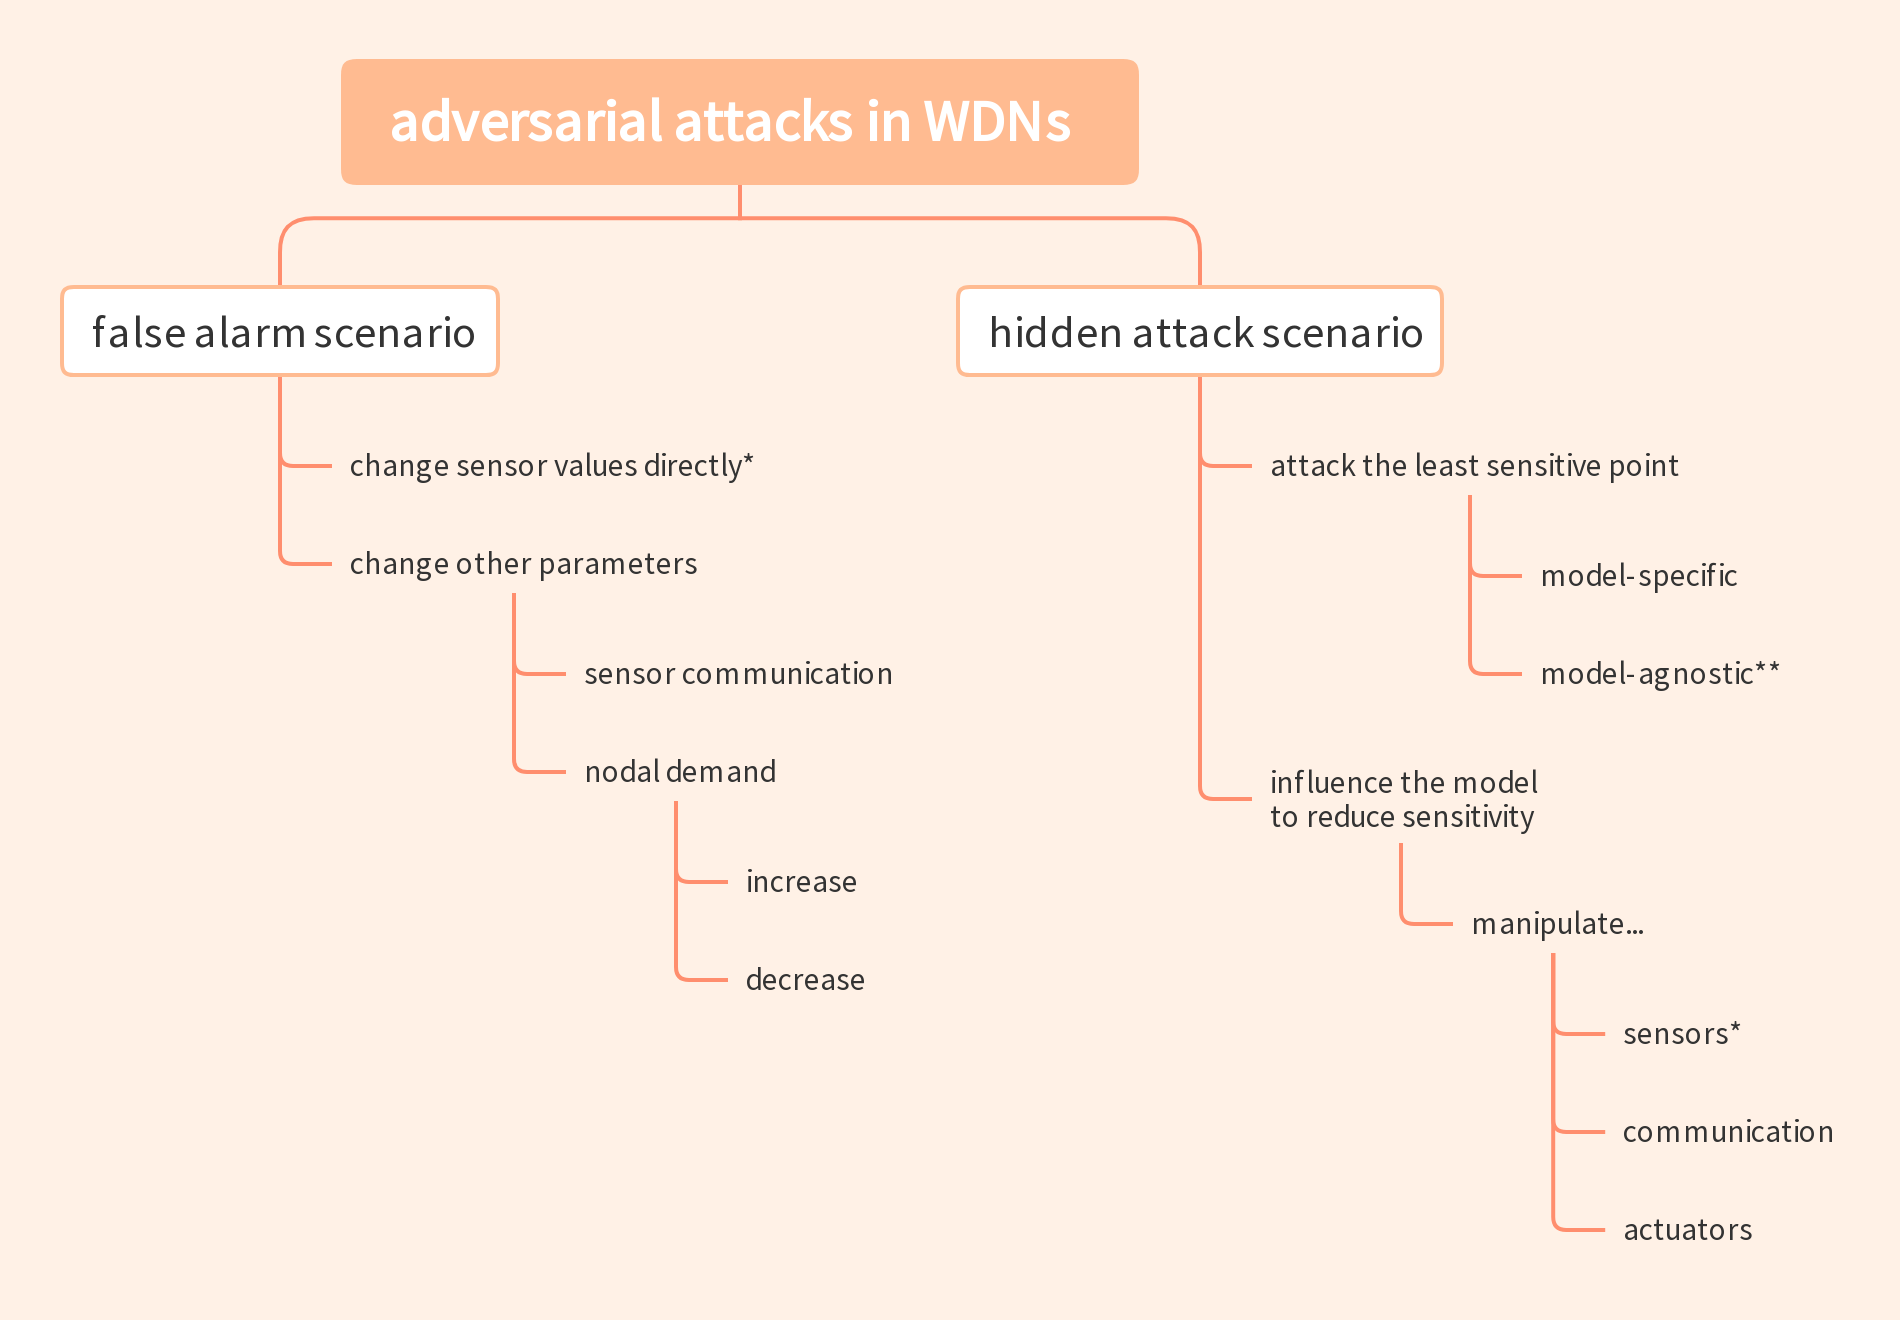 adversarial attacks in WDNs
false alarm scenario
change sensor values directly*
change other parameters
sensor communication
nodal demand
increase
decrease
hidden attack scenario
attack the least sensitive point
model-specific
model-agnostic**
influence the model
to reduce sensitivity
manipulate...
sensors*
communication
actuators